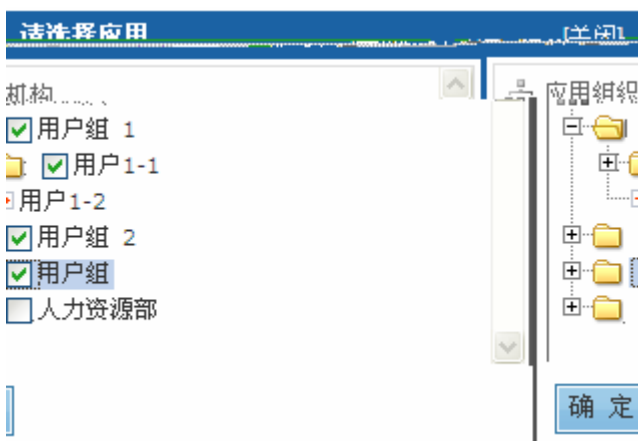 请选择应用 [关闭]
机构
用户组 1
用户1-1
用户1-2
用户组 2
用户组
人力资源部
应用组织
确 定